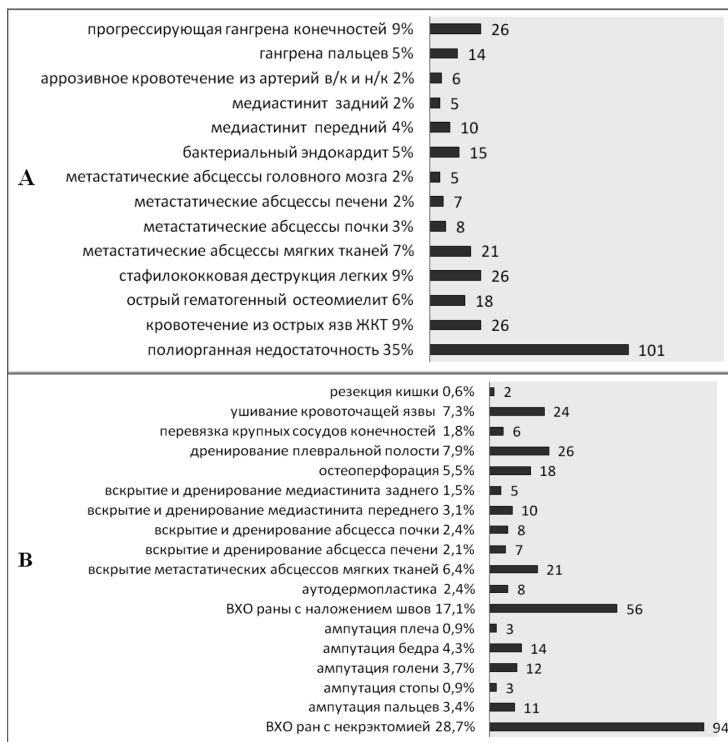 прогрессирующая гангрена конечностей 9% 26
гангрена пальцев 5% 14
аррозивное кровотечение из артерий в/к и н/к 2% 6
медиастинит задний 2% 5
медиастинит передний 4% 10
бактериальный эндокардит 5% 15
А
метастатические абсцессы головного мозга 2% 5
метастатические абсцессы печени 2% 7
метастатические абсцессы почки 3% 8
метастатические абсцессы мягких тканей 7% 21
стафилококковая деструкция легких 9% 26
острый гематогенный остеомиелит 6% 18
кровотечение из острых язв ЖКТ 9% 26
полиорганная недостаточность 35% 101
резекция кишки 0,6% 2
ушивание кровоточащей язвы 7,3% 24
перевязка крупных сосудов конечностей 1,8% 6
дренирование плевральной полости 7,9% 26
остеоперфорация 5,5% 18
вскрытие и дренирование медиастинита заднего 1,5% 5
вскрытие и дренирование медиастинита переднего 3,1% 10
вскрытие и дренирование абсцесса почки 2,4% 8
вскрытие и дренирование абсцесса печени 2,1% 7
В
вскрытие метастатических абсцессов мягких тканей 6,4% 21
аутодермопластика 2,4% 8
ВХО раны с наложением швов 17,1% 56
ампутация плеча 0,9% 3
ампутация бедра 4,3% 14
ампутация голени 3,7% 12
ампутация стопы 0,9% 3
ампутация пальцев 3,4% 11
ВХО ран с некрэктомией 28,7% 94